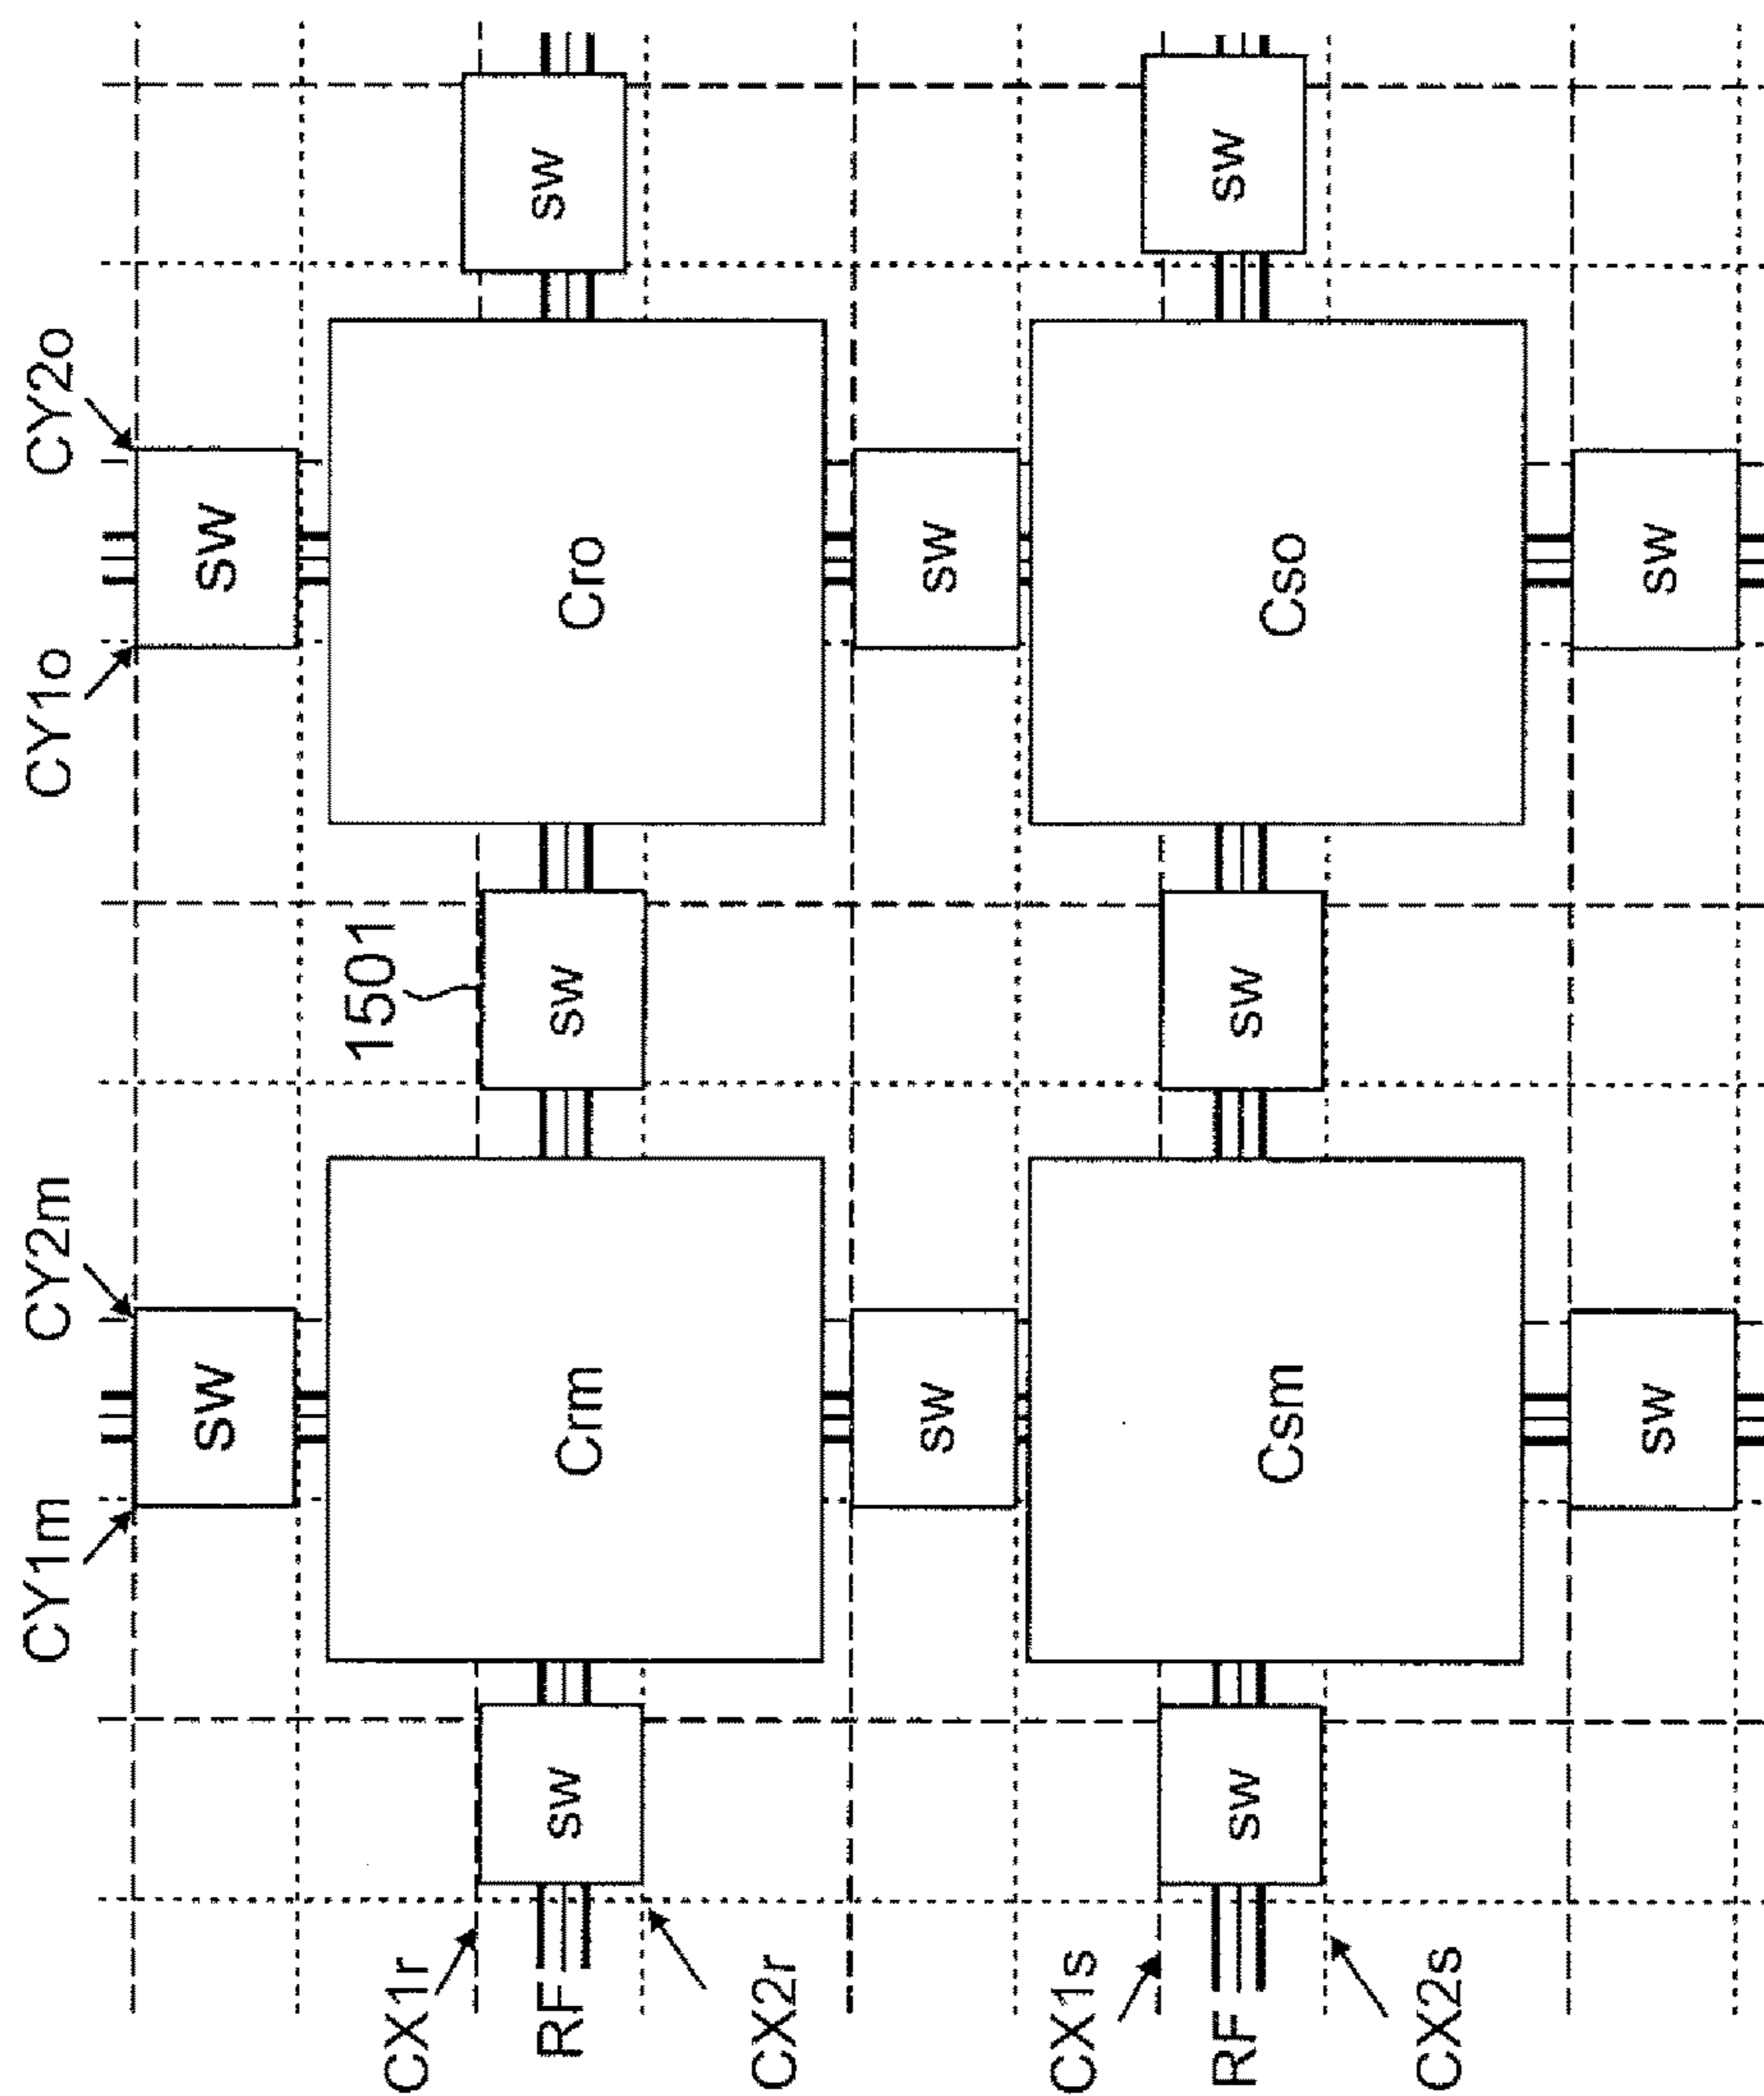 CY1m CY2m CY1o CY2o
sw sw
1501
CX1r
RF sw Crm sw Cro sw
CX2r
sw sw
CX1s
RF sw Csm sw Cso sw
CX2s
sw sw